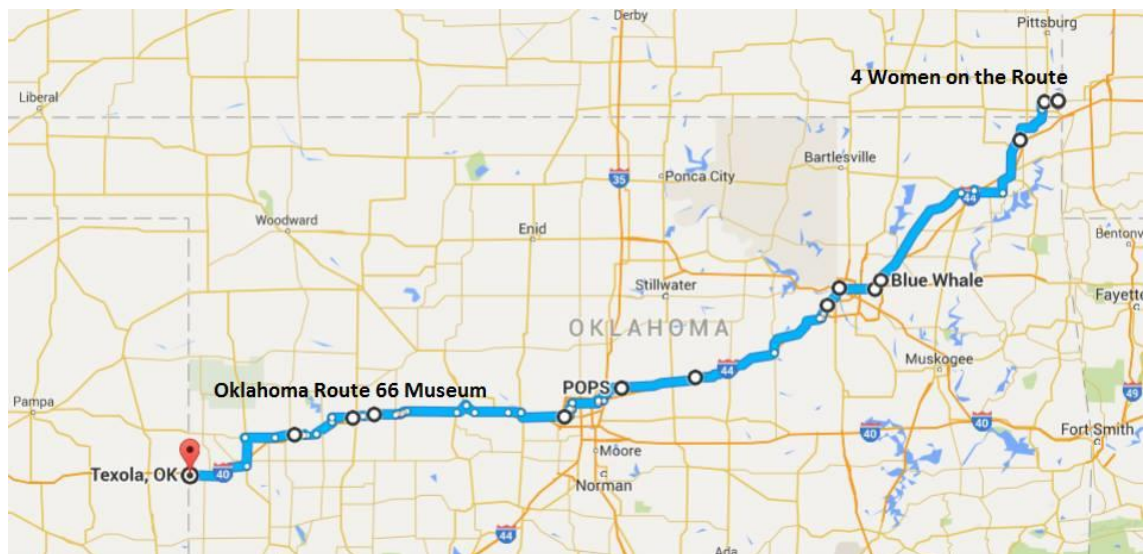 Derby
Pittsburg
4 Women on the Route
Liberal
Bartlesville
35
Ponca City
44
Woodward
Enid
Bentonv
Blue Whale
Stillwater
Fayette
OKLAHOMA
Muskogee
Oklahoma Route 66 Museum
POPS
44
49
Pampa
40
40
Fort Smith
Moore
Texola, OK
40
Norman
44
Ada